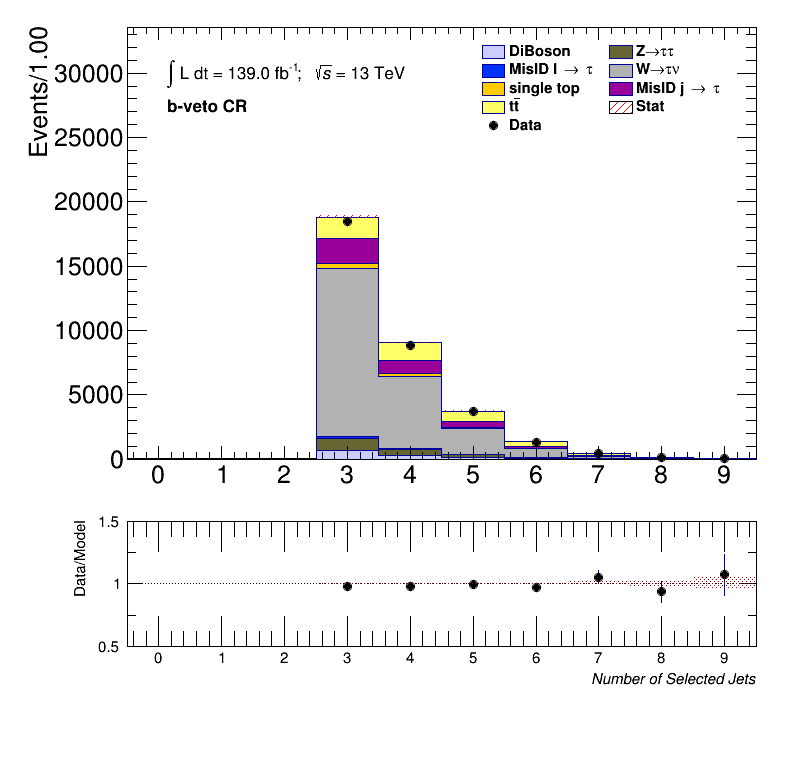 Events/1.00
30000
25000
20000
15000
10000
5000
0
∫ L dt = 139.0 fb⁻¹; √s = 13 TeV
b-veto CR
DiBoson
MisID l → τ
single top
tt̄
Data
Z→ττ
W→τν
MisID j → τ
Stat
0 1 2 3 4 5 6 7 8 9
Data/Model
1.5
1
0.5
0 1 2 3 4 5 6 7 8 9
Number of Selected Jets